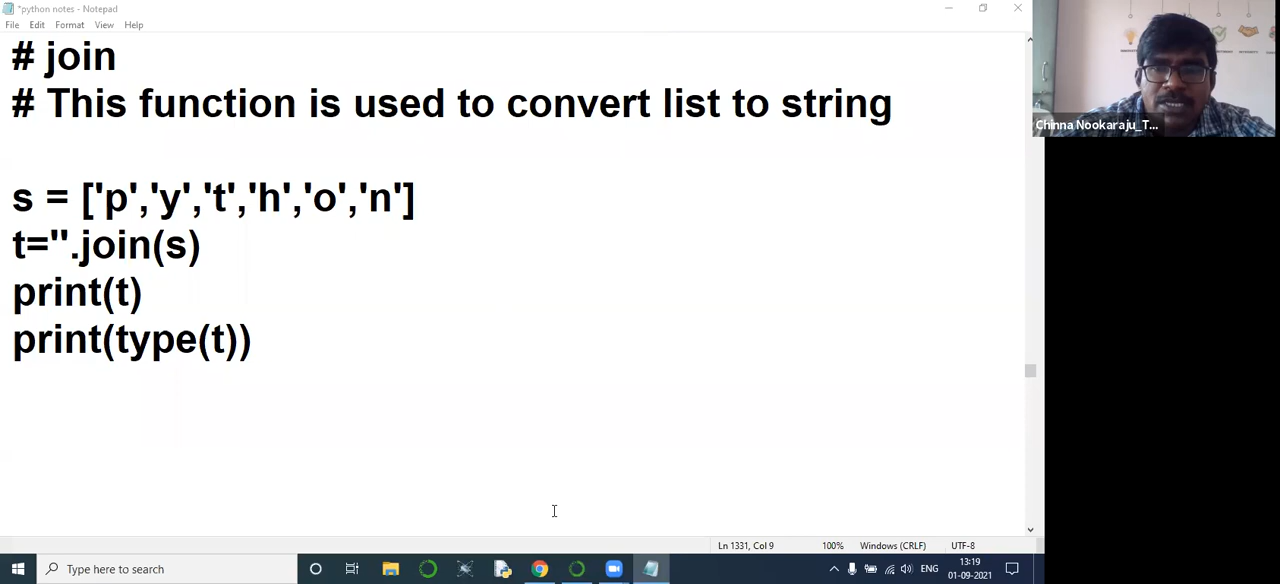 *python notes - Notepad
File Edit Format View Help
# join
# This function is used to convert list to string
s = ['p','y','t','h','o','n']
t=''.join(s)
print(t)
print(type(t))
Chinna Nookaraju_T...
Ln 1331, Col 9 100% Windows (CRLF) UTF-8
Type here to search
ENG
13:19
01-09-2021